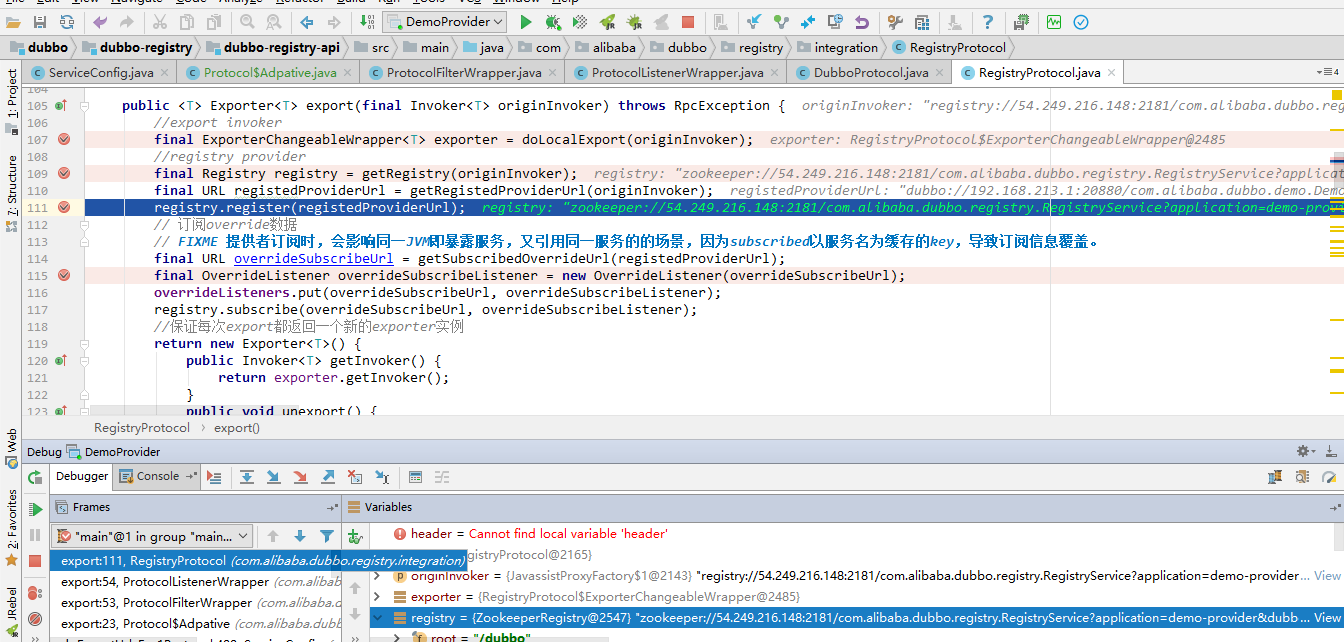 File Edit View Navigate Code Analyze Refactor Build Run Tools VCS Window Help
DemoProvider
dubbo dubbo-registry dubbo-registry-api src main java com alibaba dubbo registry integration RegistryProtocol
ServiceConfig.java Protocol$Adpative.java ProtocolFilterWrapper.java ProtocolListenerWrapper.java DubboProtocol.java RegistryProtocol.java
1: Project
7: Structure
Web
2: Favorites
JRebel
104
105 public <T> Exporter<T> export(final Invoker<T> originInvoker) throws RpcException { originInvoker: "registry://54.249.216.148:2181/com.alibaba.dubbo.reg
106 //export invoker
107 final ExporterChangeableWrapper<T> exporter = doLocalExport(originInvoker); exporter: RegistryProtocol$ExporterChangeableWrapper@2485
108 //registry provider
109 final Registry registry = getRegistry(originInvoker); registry: "zookeeper://54.249.216.148:2181/com.alibaba.dubbo.registry.RegistryService?applicat
110 final URL registedProviderUrl = getRegistedProviderUrl(originInvoker); registedProviderUrl: "dubbo://192.168.213.1:20880/com.alibaba.dubbo.demo.Demo
111 registry.register(registedProviderUrl); registry: "zookeeper://54.249.216.148:2181/com.alibaba.dubbo.registry.RegistryService?application=demo-provi
112 // 订阅override数据
113 // FIXME 提供者订阅时，会影响同一JVM即暴露服务，又引用同一服务的的场景，因为subscribed以服务名为缓存的key，导致订阅信息覆盖。
114 final URL overrideSubscribeUrl = getSubscribedOverrideUrl(registedProviderUrl);
115 final OverrideListener overrideSubscribeListener = new OverrideListener(overrideSubscribeUrl);
116 overrideListeners.put(overrideSubscribeUrl, overrideSubscribeListener);
117 registry.subscribe(overrideSubscribeUrl, overrideSubscribeListener);
118 //保证每次export都返回一个新的exporter实例
119 return new Exporter<T>() {
120 public Invoker<T> getInvoker() {
121 return exporter.getInvoker();
122 }
123 public void unexport() {
RegistryProtocol › export()
Debug DemoProvider
Debugger Console
Frames Variables
"main"@1 in group "main...
export:111, RegistryProtocol (com.alibaba.dubbo.registry.integration)
export:54, ProtocolListenerWrapper (com.alibab
export:53, ProtocolFilterWrapper (com.alibaba.d
export:23, Protocol$Adpative (com.alibaba.dub
header = Cannot find local variable 'header'
gistryProtocol@2165}
originInvoker = {JavassistProxyFactory$1@2143} "registry://54.249.216.148:2181/com.alibaba.dubbo.registry.RegistryService?application=demo-provider... View
exporter = {RegistryProtocol$ExporterChangeableWrapper@2485}
registry = {ZookeeperRegistry@2547} "zookeeper://54.249.216.148:2181/com.alibaba.dubbo.registry.RegistryService?application=demo-provider&dubb... View
root = "/dubbo"